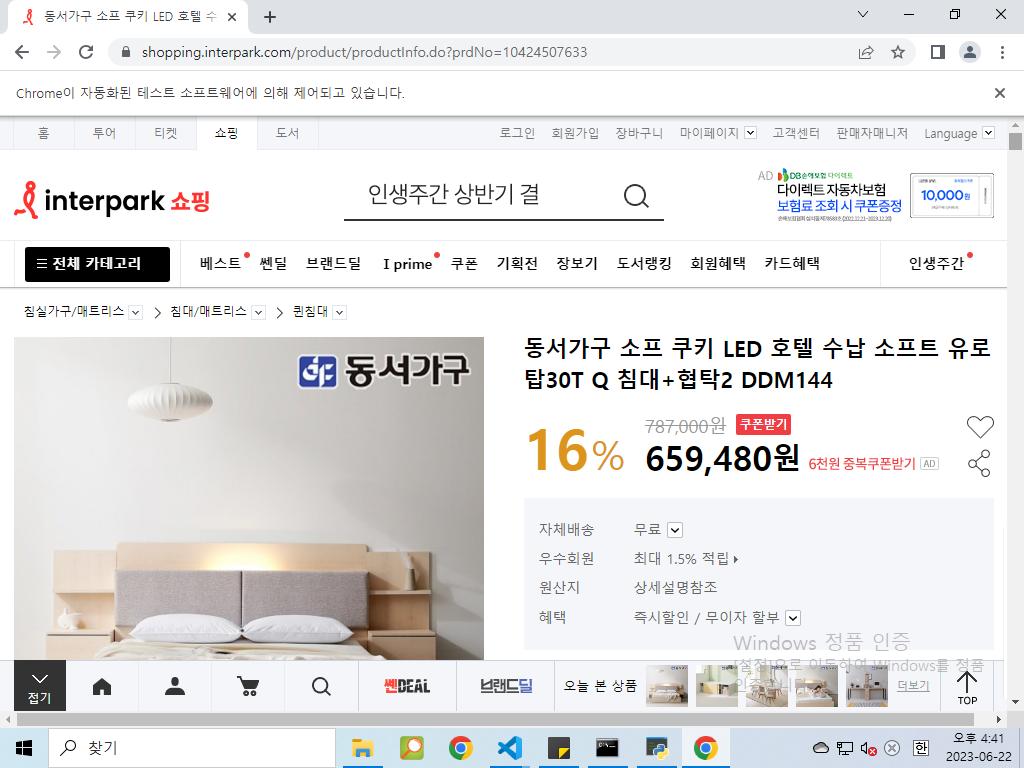 동서가구 소프 쿠키 LED 호텔 수
shopping.interpark.com/product/productInfo.do?prdNo=10424507633
Chrome이 자동화된 테스트 소프트웨어에 의해 제어되고 있습니다.
홈 투어 티켓 쇼핑 도서 로그인 회원가입 장바구니 마이페이지 고객센터 판매자매니저 Language
interpark 쇼핑
인생주간 상반기 결
AD DB손해보험 다이렉트
다이렉트 자동차보험
보험료 조회 시 쿠폰증정
10,000원
전체 카테고리 베스트 쎈딜 브랜드딜 I prime 쿠폰 기획전 장보기 도서랭킹 회원혜택 카드혜택 인생주간
침실가구/매트리스 침대/매트리스 퀸침대
동서가구
동서가구 소프 쿠키 LED 호텔 수납 소프트 유로
탑30T Q 침대+협탁2 DDM144
787,000원 쿠폰받기
16% 659,480원 6천원 중복쿠폰받기 AD
자체배송 무료
우수회원 최대 1.5% 적립
원산지 상세설명참조
혜택 즉시할인 / 무이자 할부
Windows 정품 인증
[설정]으로 이동하여 Windows를 정품
접기
쎈DEAL
브랜드딜
오늘 본 상품
더보기
TOP
찾기
한
오후 4:41
2023-06-22